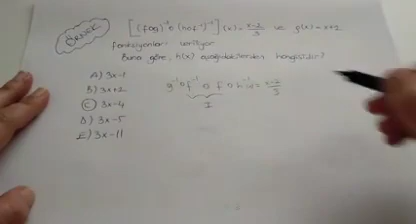 ÖRNEK [(fog)⁻¹o(hof⁻¹)⁻¹](x) = x-2/3 ve g(x) = x+2
fonksiyonları veriliyor
Buna göre, h(x) aşağıdakilerden hangisidir?
A) 3x-1
B) 3x+2
C) 3x-4
D) 3x-5
E) 3x-11
g⁻¹ o f⁻¹ o f o h⁻¹(x) = x-2/3
I